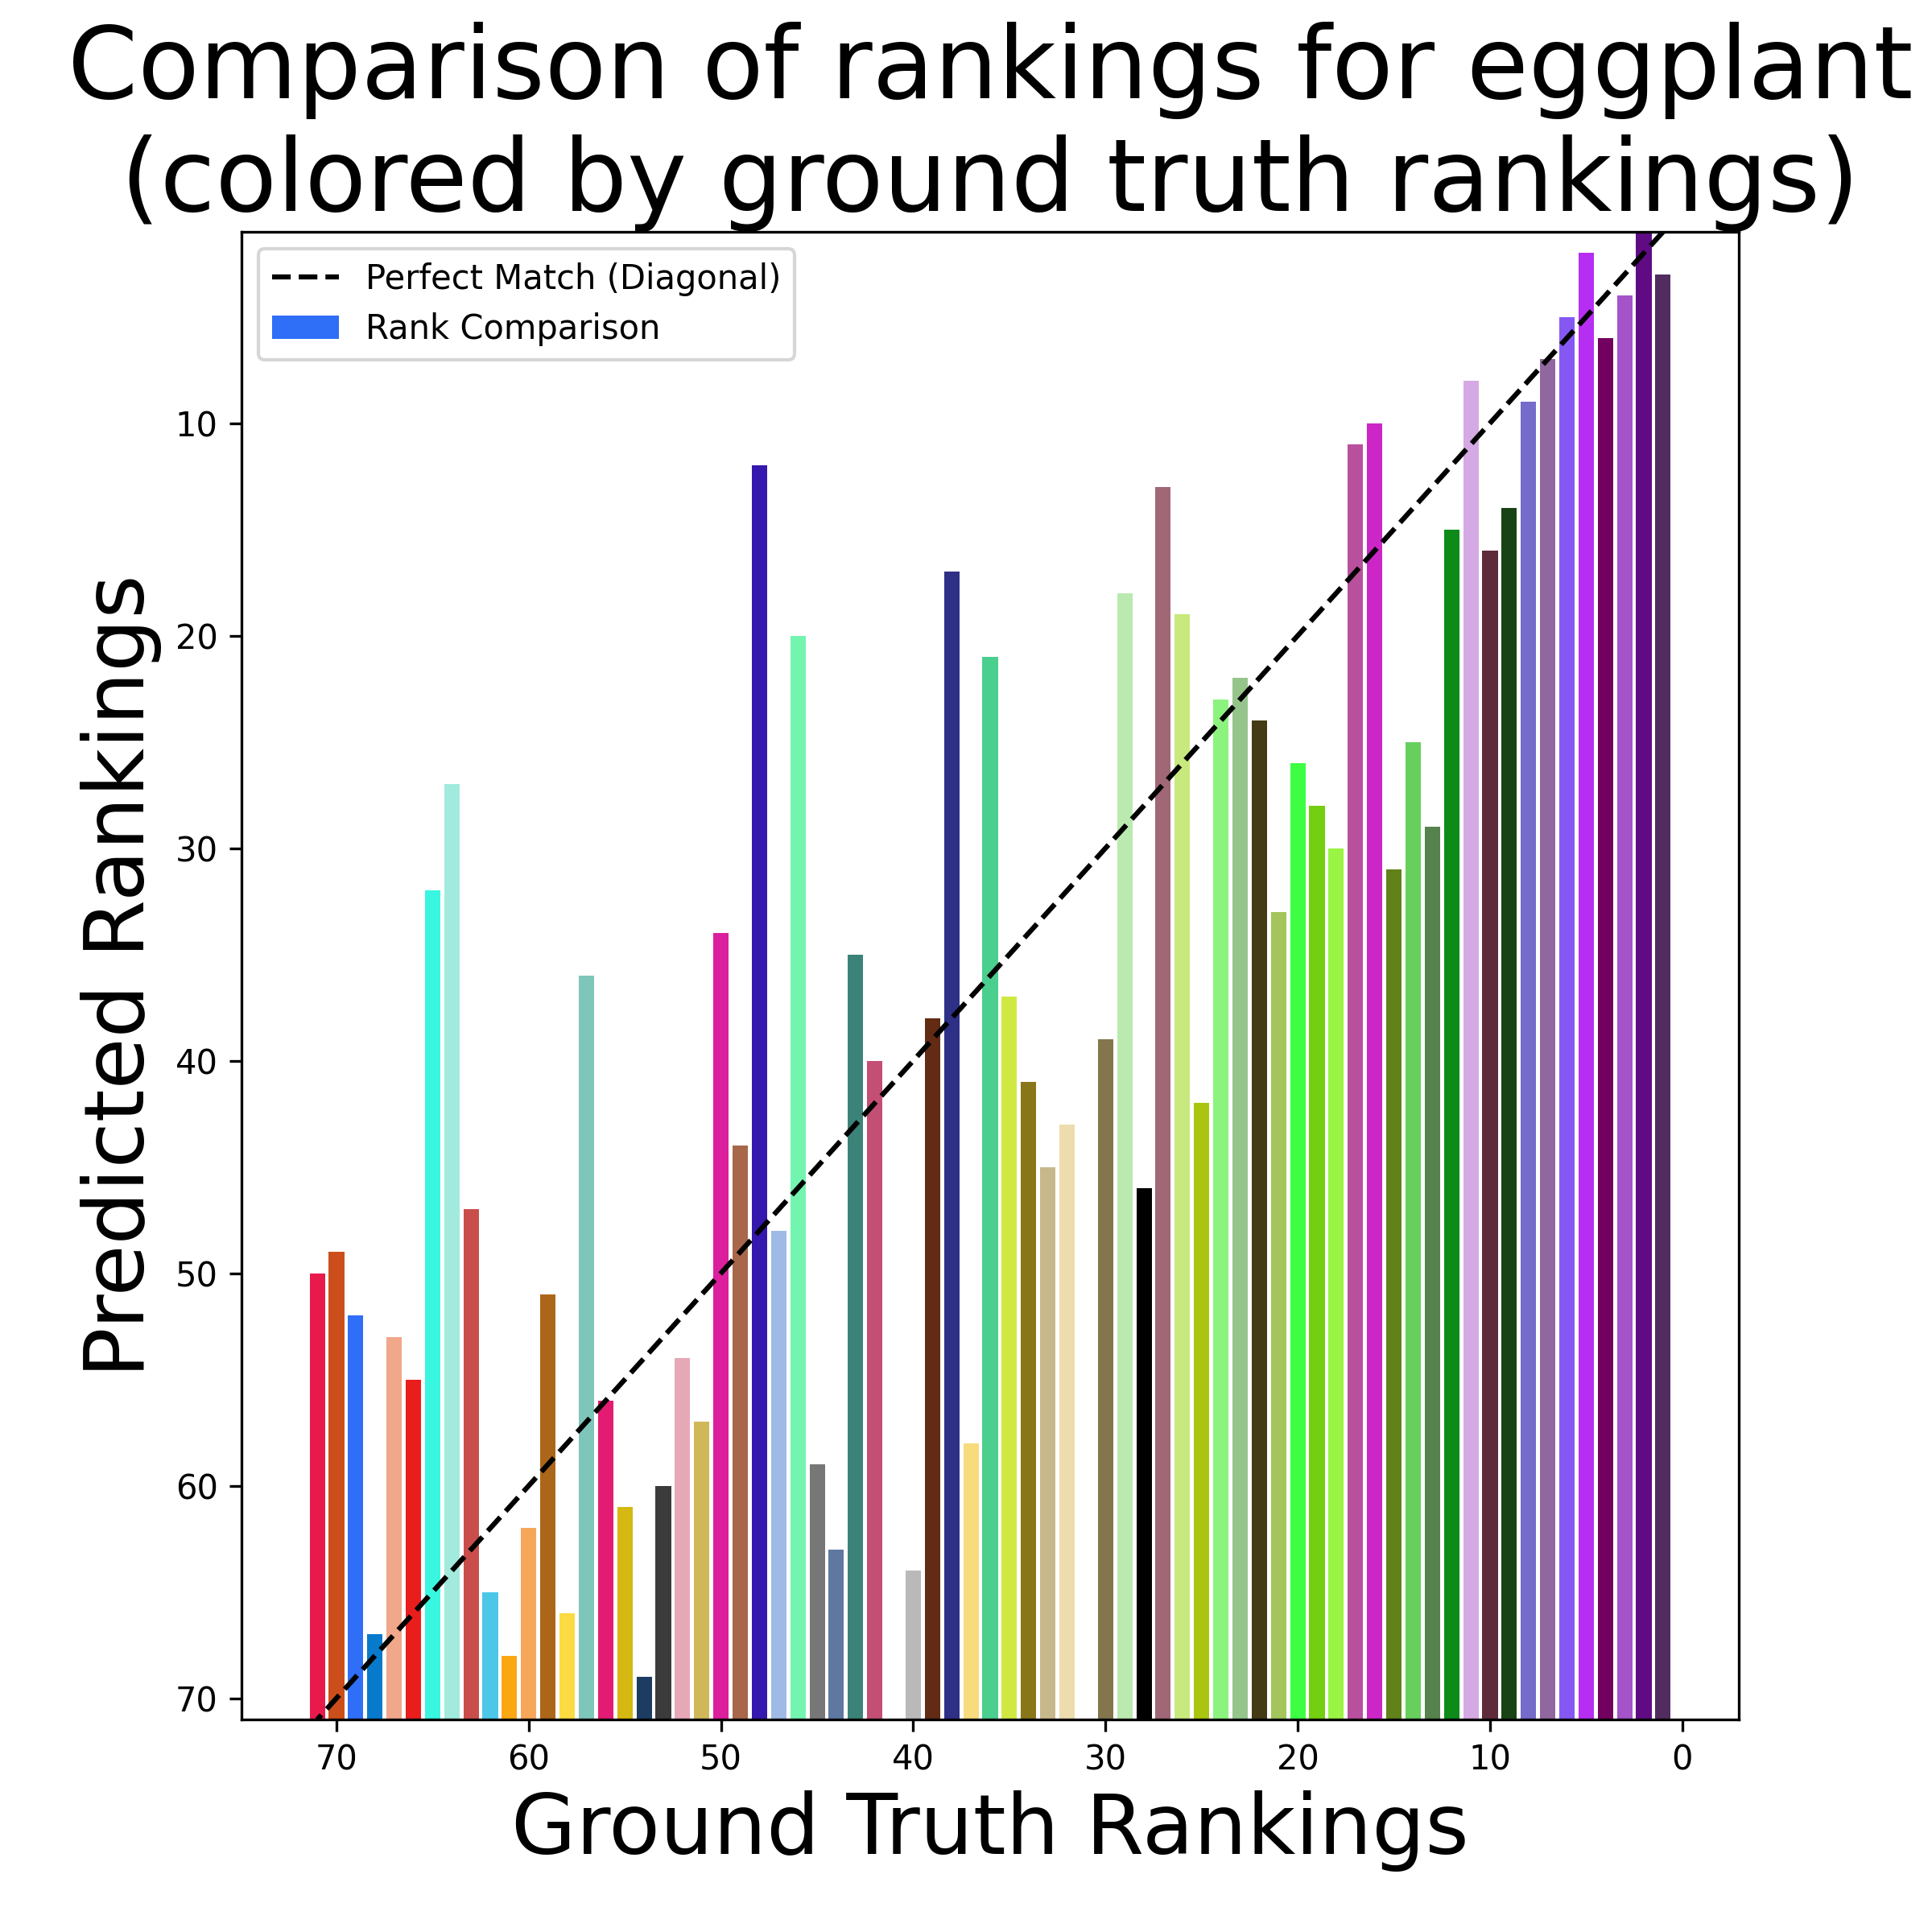 Comparison of rankings for eggplant
(colored by ground truth rankings)
Perfect Match (Diagonal)
Rank Comparison
Predicted Rankings
10
20
30
40
50
60
70
70 60 50 40 30 20 10 0
Ground Truth Rankings